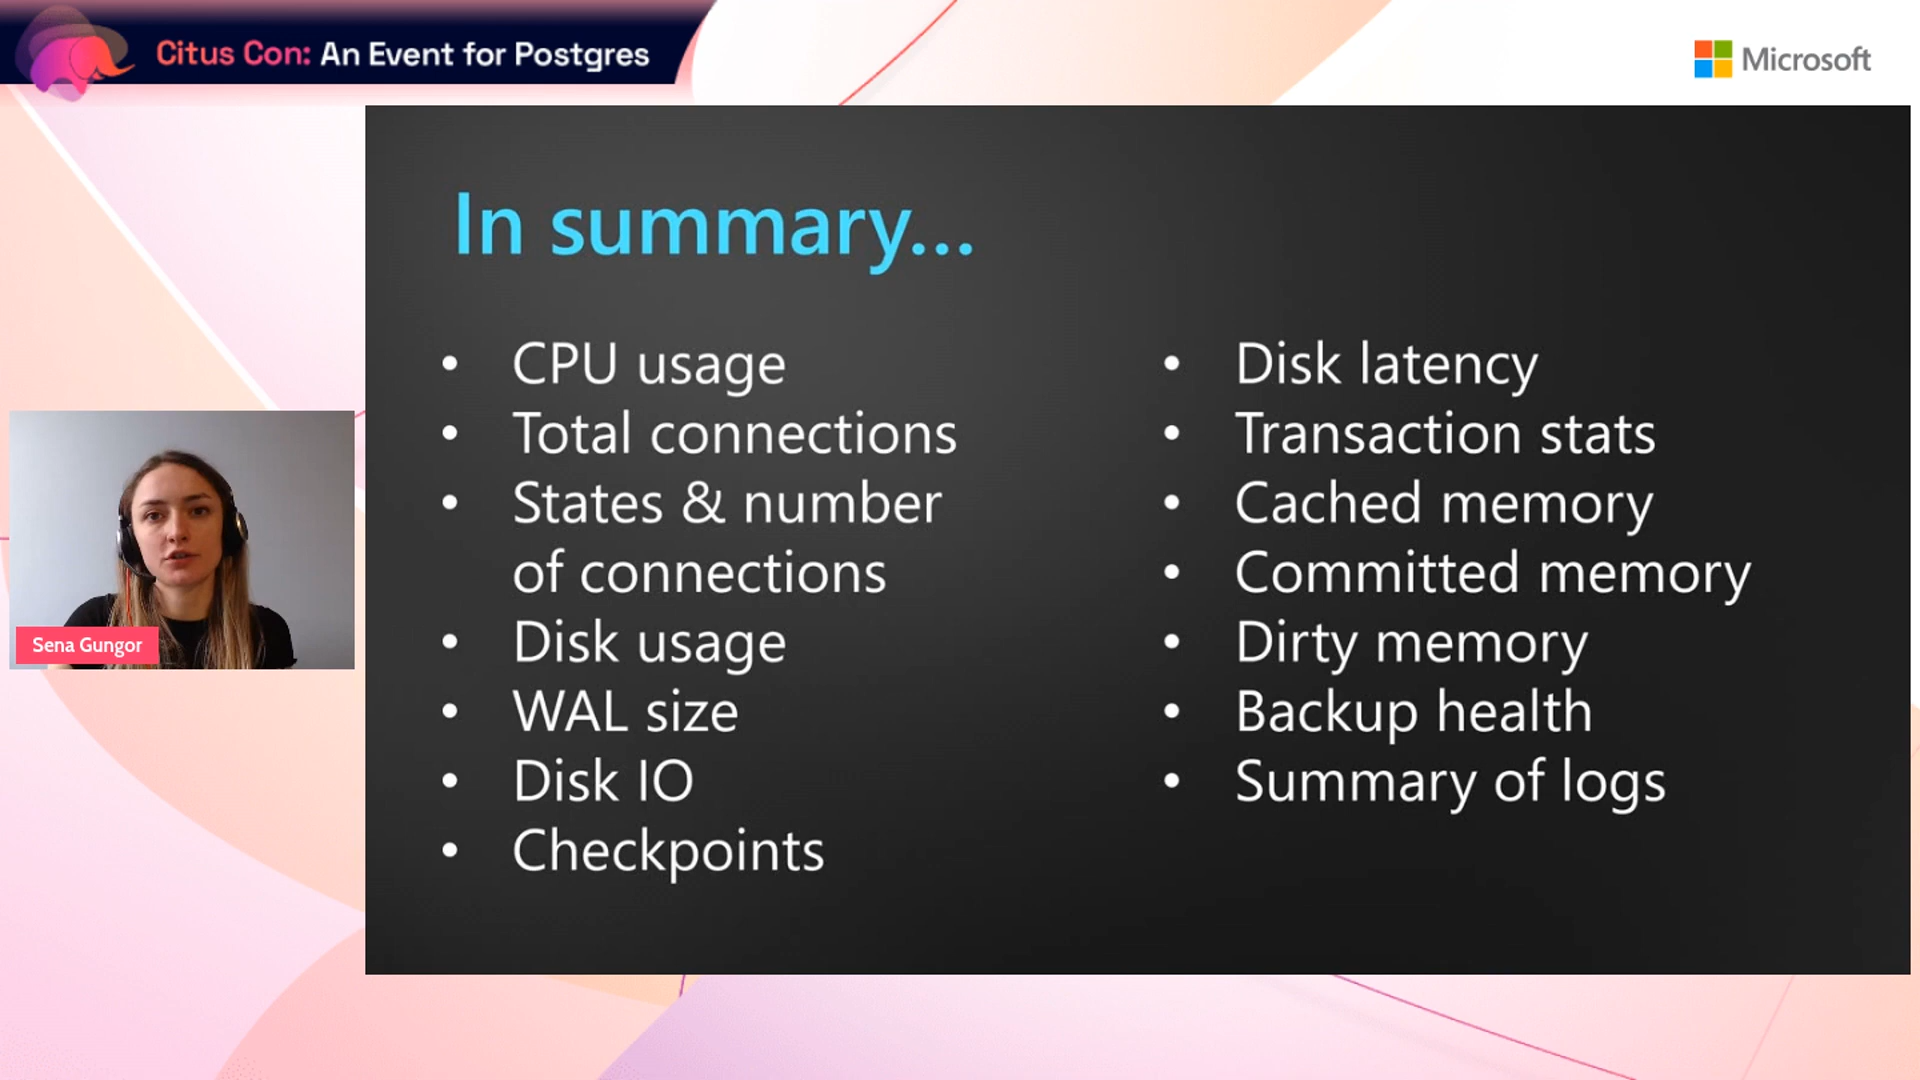 Citus Con: An Event for Postgres
Microsoft
In summary...
• CPU usage
• Total connections
• States & number
of connections
• Disk usage
• WAL size
• Disk IO
• Checkpoints
• Disk latency
• Transaction stats
• Cached memory
• Committed memory
• Dirty memory
• Backup health
• Summary of logs
Sena Gungor